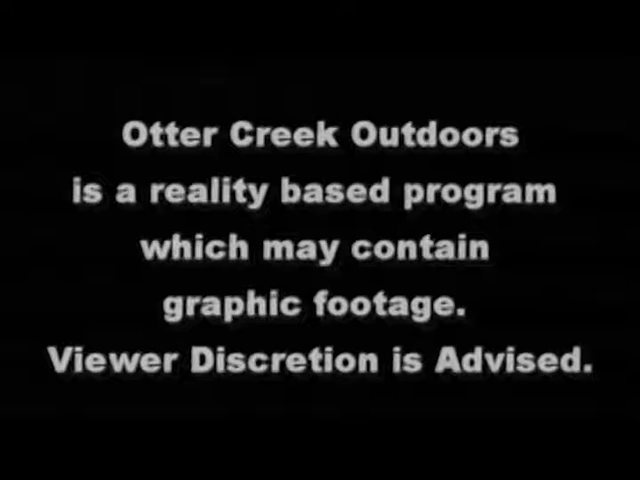 Otter Creek Outdoors
is a reality based program
which may contain
graphic footage.
Viewer Discretion is Advised.